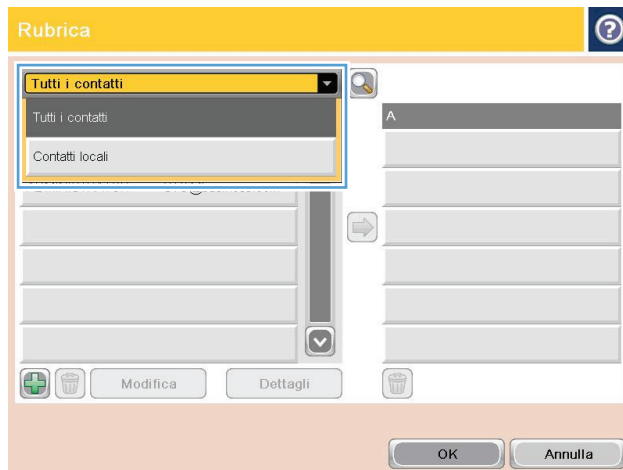 Rubrica
?
Tutti i contatti
Tutti i contatti
A
Contatti locali
Modifica
Dettagli
OK
Annulla